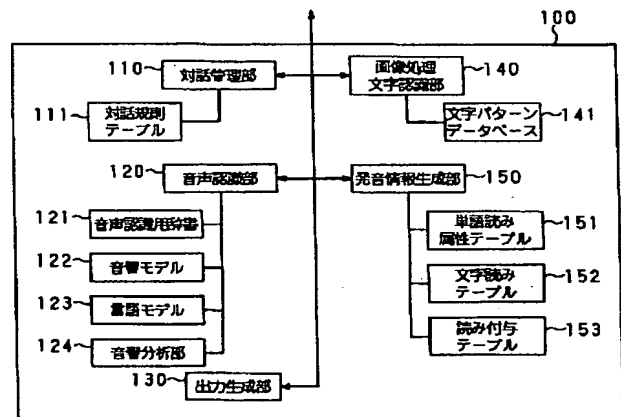 100
110
対話管理部
画像処理
文字認識部
140
111
対話規則
テーブル
文字パターン
データベース
141
120
音声認識部
発音情報生成部
150
121
音声認識用辞書
単語読み
属性テーブル
151
122
音響モデル
文字読み
テーブル
152
123
言語モデル
読み付与
テーブル
153
124
音響分析部
130
出力生成部